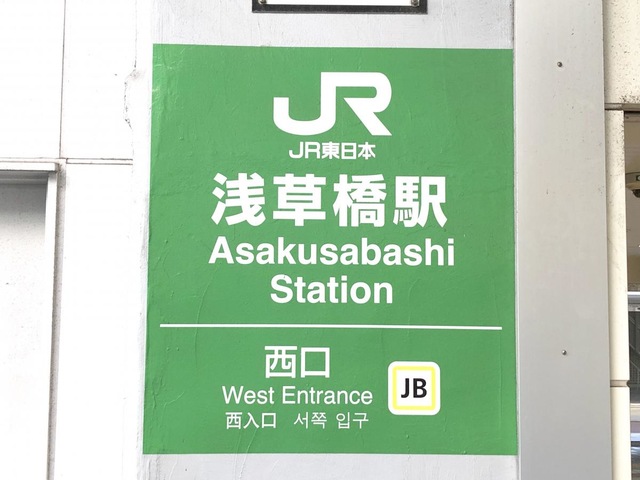 JR
JR東日本
浅草橋駅
Asakusabashi
Station
西口
West Entrance
JB
西入口 서쪽 입구